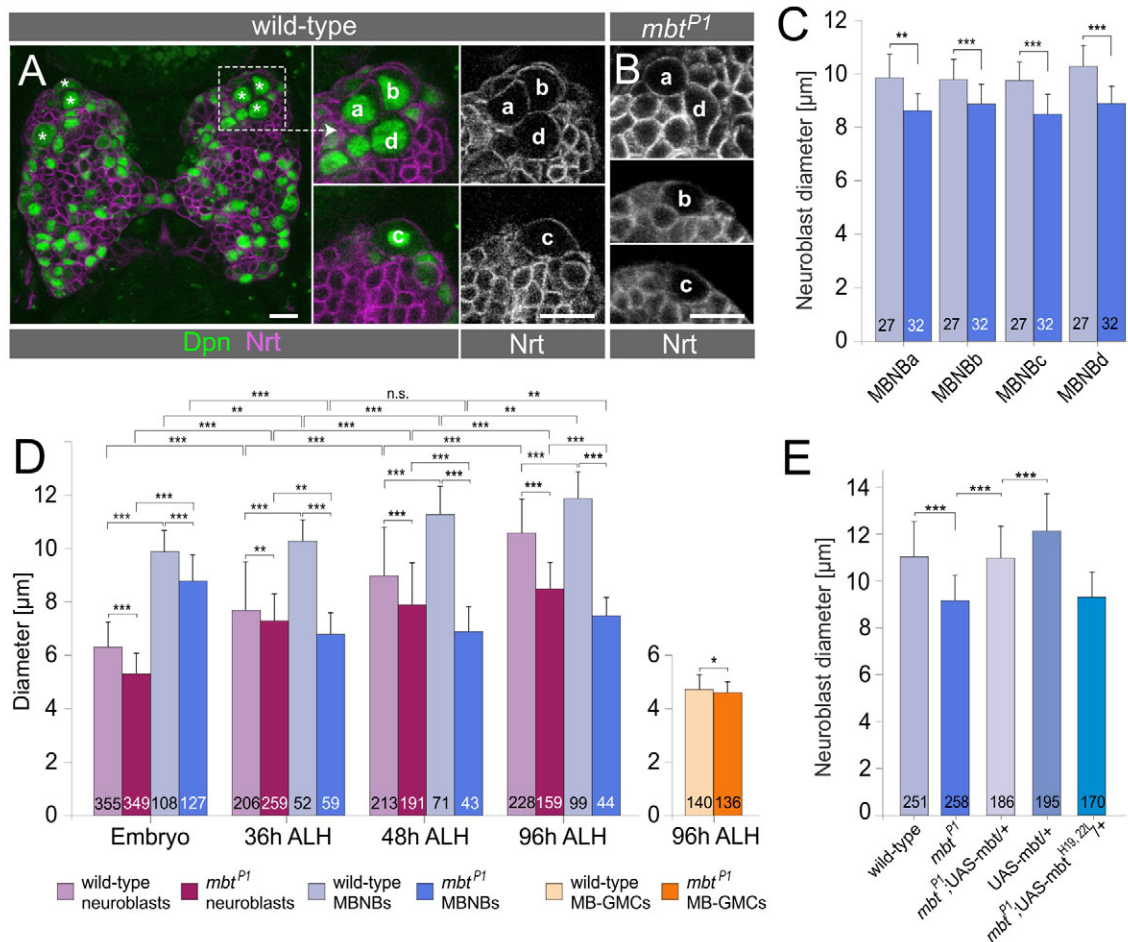 wild-type
mbtP1
A
*
*
*
*
*
*
a
b
d
c
a
b
d
c
B
a
d
b
c
Dpn Nrt
Nrt
Nrt
C
Neuroblast diameter [µm]
12
10
8
6
4
2
0
**
***
***
***
27 32 27 32 27 32 27 32
MBNBa MBNBb MBNBc MBNBd
D
*** n.s. **
** *** **
*** *** ***
*** *** ***
Diameter [µm]
12
10
8
6
4
2
0
***
***
***
***
**
***
***
**
***
***
***
***
***
***
***
***
355 349 108 127 206 259 52 59 213 191 71 43 228 159 99 44
Embryo 36h ALH 48h ALH 96h ALH
6
4
2
0
*
140 136
96h ALH
wild-type neuroblasts
mbtP1 neuroblasts
wild-type MBNBs
mbtP1 MBNBs
wild-type MB-GMCs
mbtP1 MB-GMCs
E
Neuroblast diameter [µm]
14
12
10
8
6
4
2
0
***
***
***
251 258 186 195 170
wild-type
mbtP1
mbtP1;UAS-mbt/+
UAS-mbt/+
mbtP1;UAS-mbtH19, 22L/+